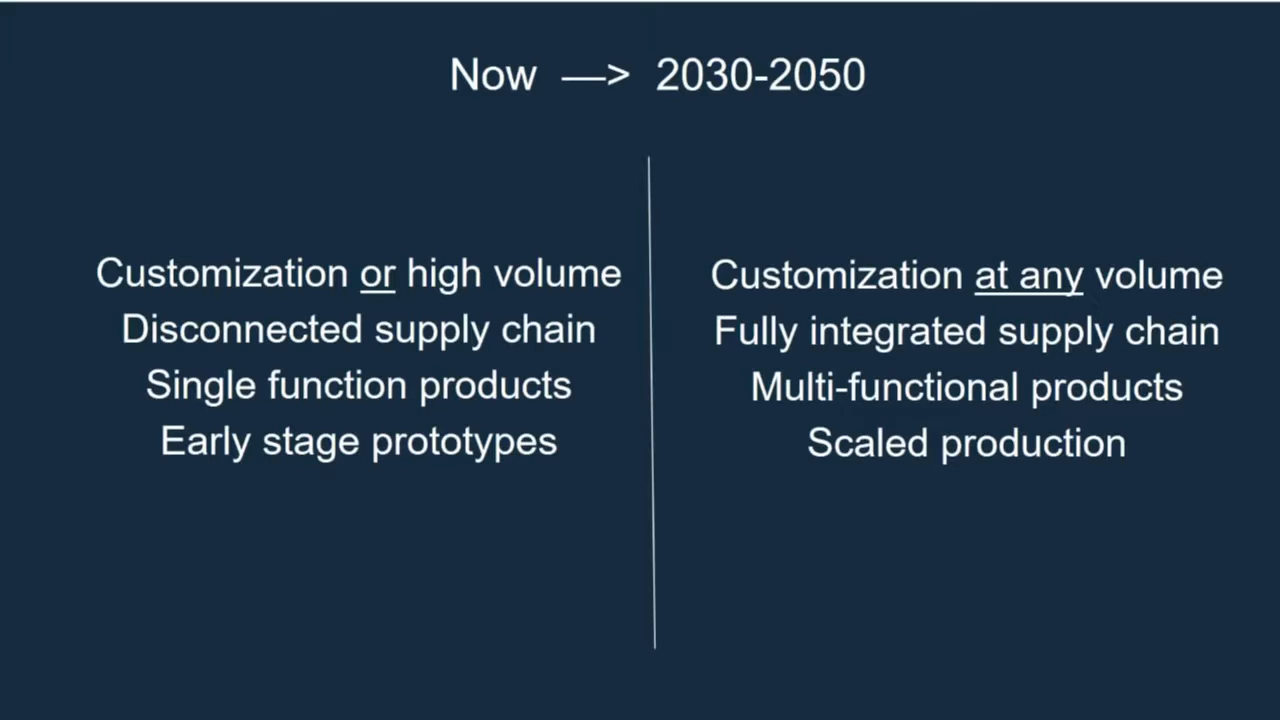 Now —> 2030-2050
Customization or high volume
Disconnected supply chain
Single function products
Early stage prototypes
Customization at any volume
Fully integrated supply chain
Multi-functional products
Scaled production